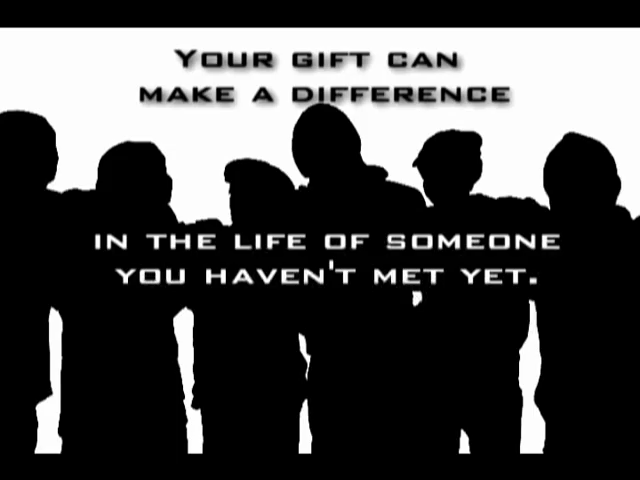 Your gift can
make a difference
in the life of someone
you haven't met yet.